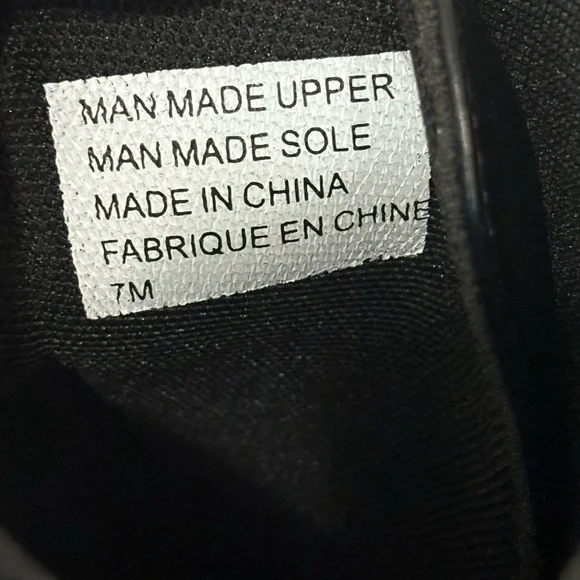 MAN MADE UPPER
MAN MADE SOLE
MADE IN CHINA
FABRIQUE EN CHINE
7M